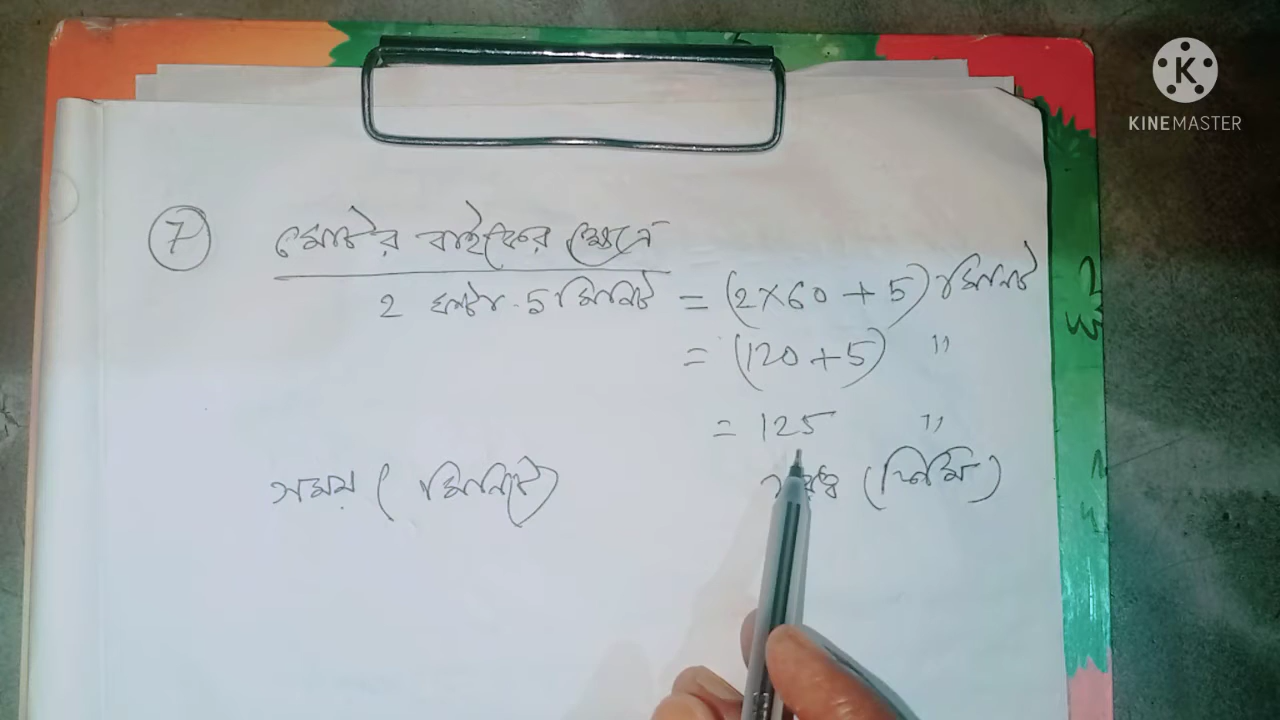 KINEMASTER
7 মোটর বাইকের ক্ষেত্রে
2 ঘন্টা 5 মিনিট = (2×60 + 5) মিনিট
= (120 + 5) ''
= 125 ''
সময় (মিনিটে) (কিমি)